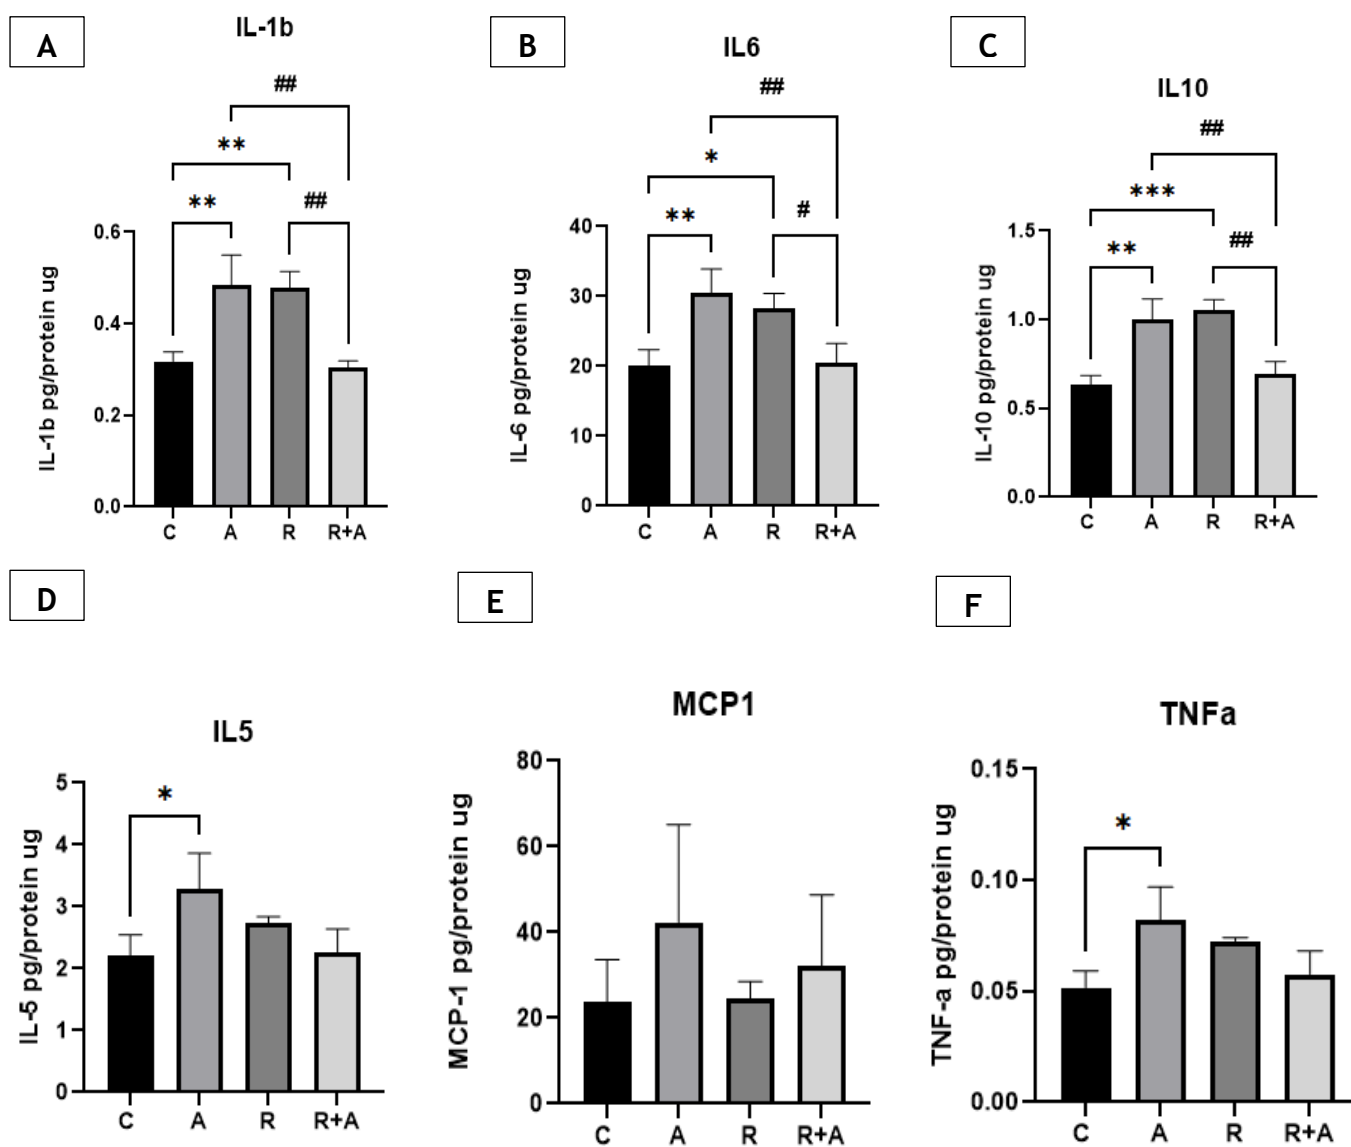 A
IL-1b
##
**
**
##
IL-1b pg/protein ug
0.6
0.4
0.2
0.0
C A R R+A
B
IL6
##
*
**
#
IL-6 pg/protein ug
40
30
20
10
0
C A R R+A
C
IL10
##
***
**
##
IL-10 pg/protein ug
1.5
1.0
0.5
0.0
C A R R+A
D
IL5
*
IL-5 pg/protein ug
5
4
3
2
1
0
C A R R+A
E
MCP1
MCP-1 pg/protein ug
80
60
40
20
0
C A R R+A
F
TNFa
*
TNF-a pg/protein ug
0.15
0.10
0.05
0.00
C A R R+A